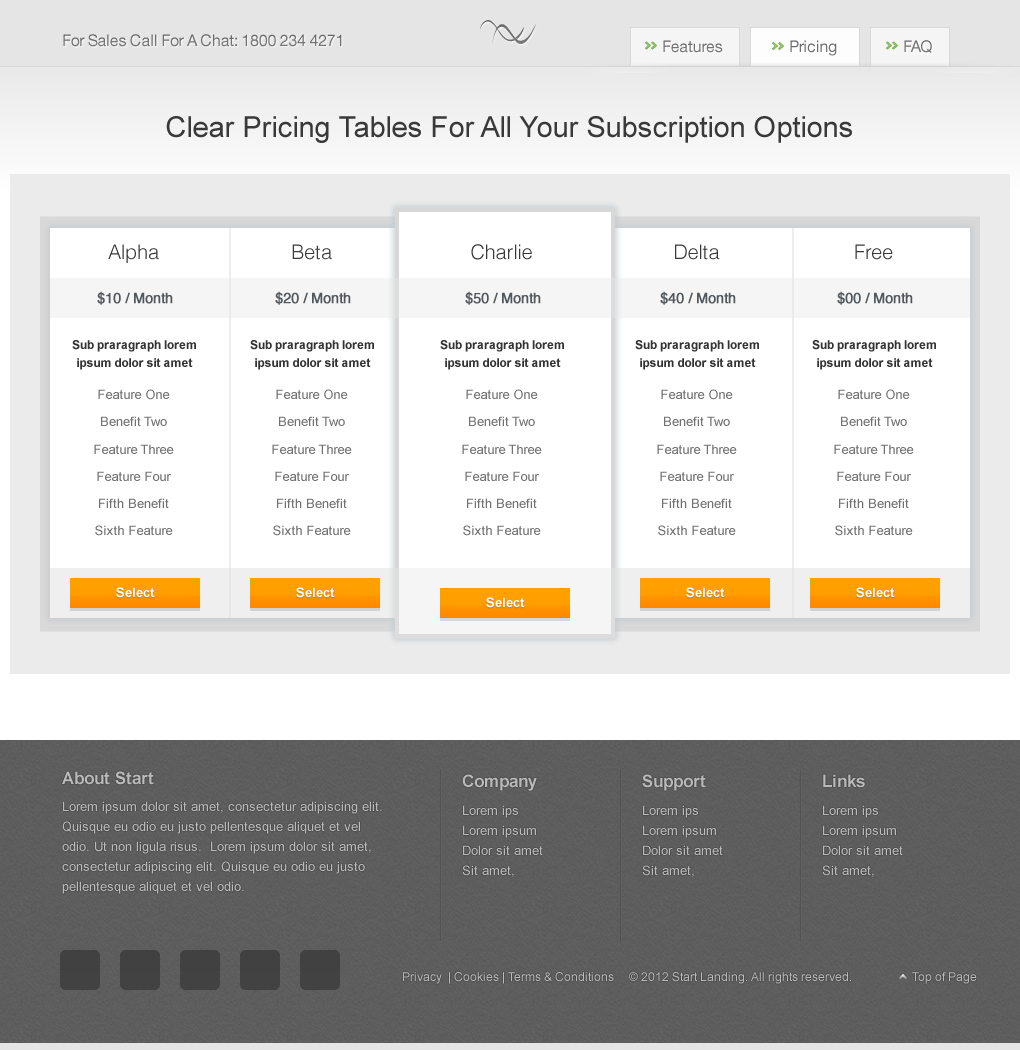 For Sales Call For A Chat: 1800 234 4271
Features
Pricing
FAQ
Clear Pricing Tables For All Your Subscription Options
Alpha
$10 / Month
Sub praragraph lorem
ipsum dolor sit amet
Feature One
Benefit Two
Feature Three
Feature Four
Fifth Benefit
Sixth Feature
Select
Beta
$20 / Month
Sub praragraph lorem
ipsum dolor sit amet
Feature One
Benefit Two
Feature Three
Feature Four
Fifth Benefit
Sixth Feature
Select
Charlie
$50 / Month
Sub praragraph lorem
ipsum dolor sit amet
Feature One
Benefit Two
Feature Three
Feature Four
Fifth Benefit
Sixth Feature
Select
Delta
$40 / Month
Sub praragraph lorem
ipsum dolor sit amet
Feature One
Benefit Two
Feature Three
Feature Four
Fifth Benefit
Sixth Feature
Select
Free
$00 / Month
Sub praragraph lorem
ipsum dolor sit amet
Feature One
Benefit Two
Feature Three
Feature Four
Fifth Benefit
Sixth Feature
Select
About Start
Lorem ipsum dolor sit amet, consectetur adipiscing elit.
Quisque eu odio eu justo pellentesque aliquet et vel
odio. Ut non ligula risus.  Lorem ipsum dolor sit amet,
consectetur adipiscing elit. Quisque eu odio eu justo
pellentesque aliquet et vel odio.
Company
Lorem ips
Lorem ipsum
Dolor sit amet
Sit amet,
Support
Lorem ips
Lorem ipsum
Dolor sit amet
Sit amet,
Links
Lorem ips
Lorem ipsum
Dolor sit amet
Sit amet,
Privacy | Cookies | Terms & Conditions
© 2012 Start Landing. All rights reserved.
Top of Page